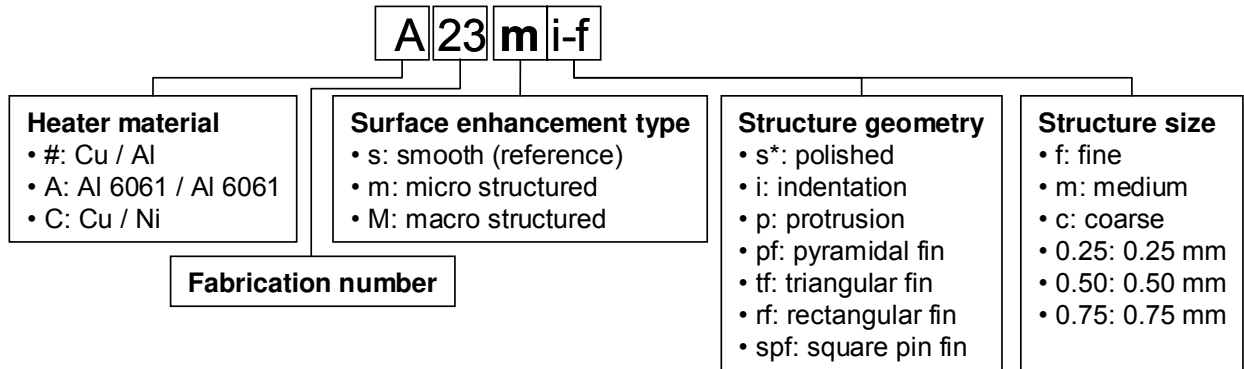 A 23 m i-f
Heater material
• #: Cu / Al
• A: Al 6061 / Al 6061
• C: Cu / Ni
Fabrication number
Surface enhancement type
• s: smooth (reference)
• m: micro structured
• M: macro structured
Structure geometry
• s*: polished
• i: indentation
• p: protrusion
• pf: pyramidal fin
• tf: triangular fin
• rf: rectangular fin
• spf: square pin fin
Structure size
• f: fine
• m: medium
• c: coarse
• 0.25: 0.25 mm
• 0.50: 0.50 mm
• 0.75: 0.75 mm